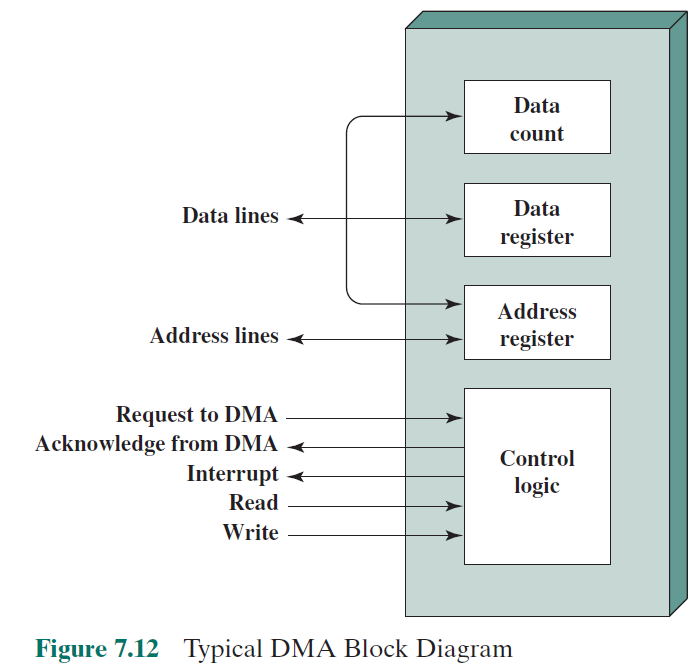 Data
count
Data lines
Data
register
Address lines
Address
register
Request to DMA
Acknowledge from DMA
Interrupt
Read
Write
Control
logic
Figure 7.12 Typical DMA Block Diagram